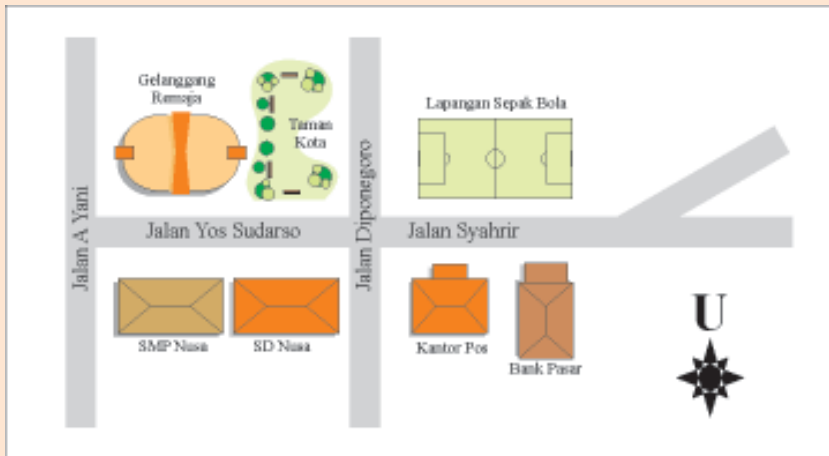 Gelanggang
Remaja
Taman
Kota
Lapangan Sepak Bola
Jalan A Yani
Jalan Yos Sudarso
Jalan Diponegoro
Jalan Syahrir
SMP Nusa
SD Nusa
Kantor Pos
Bank Pasar
U